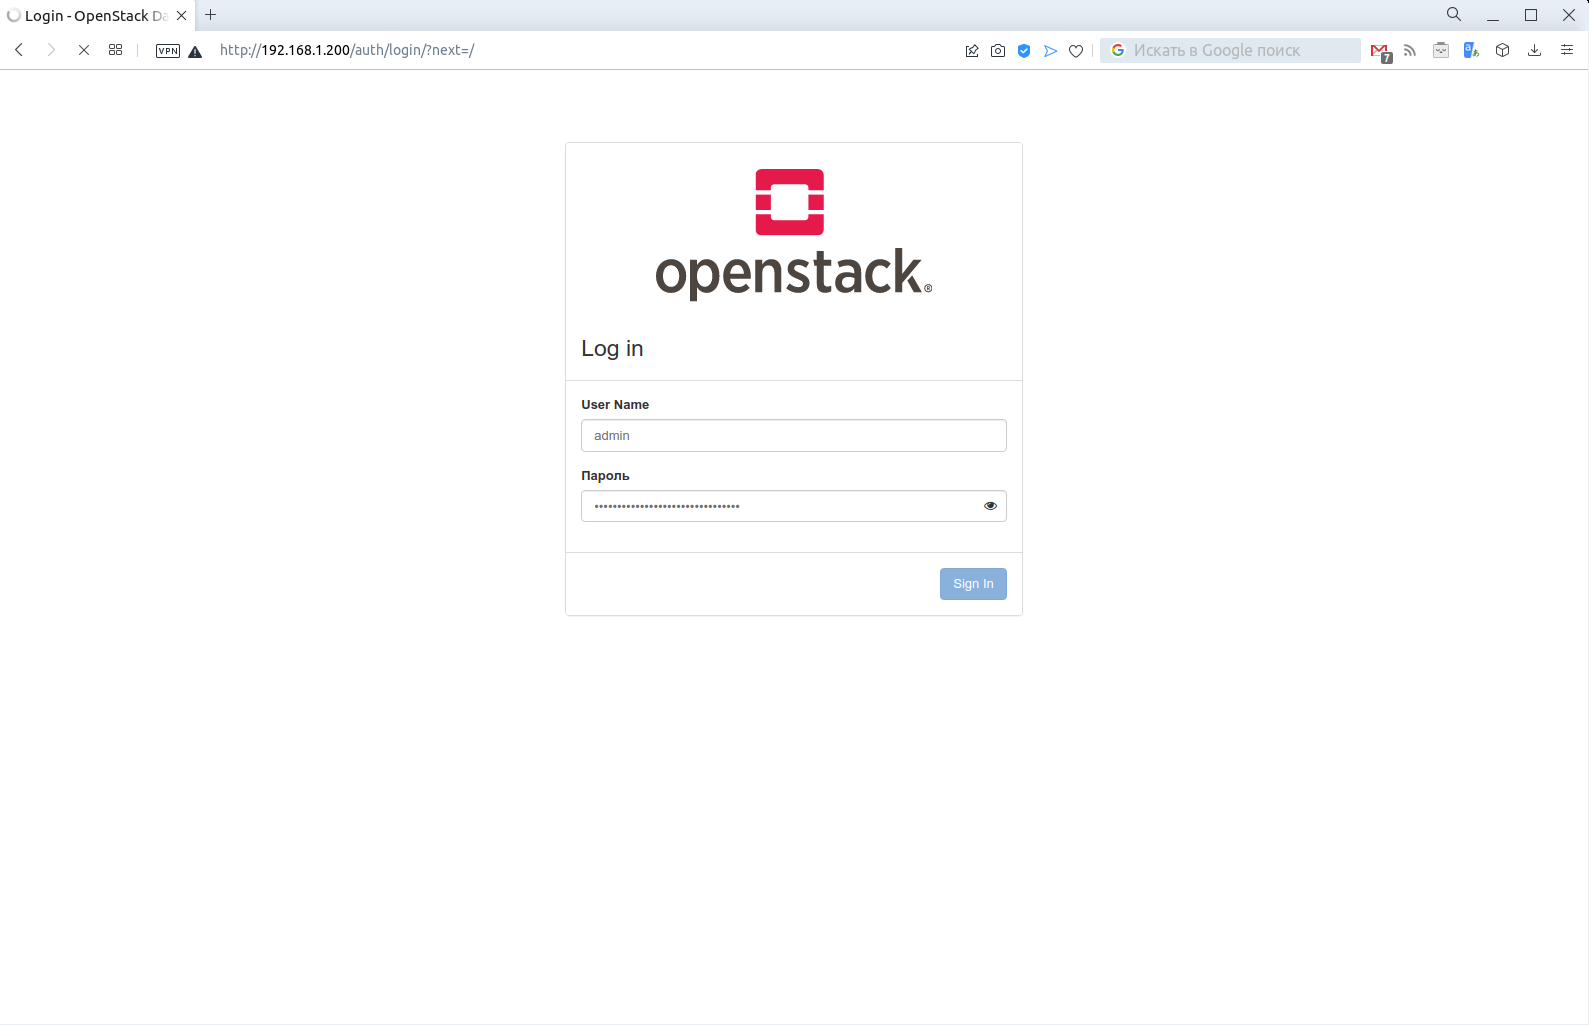 Login - OpenStack Da
VPN
http://192.168.1.200/auth/login/?next=/
Искать в Google поиск
7
openstack®
Log in
User Name
admin
Пароль
••••••••••••••••••••••••••••••••
Sign In